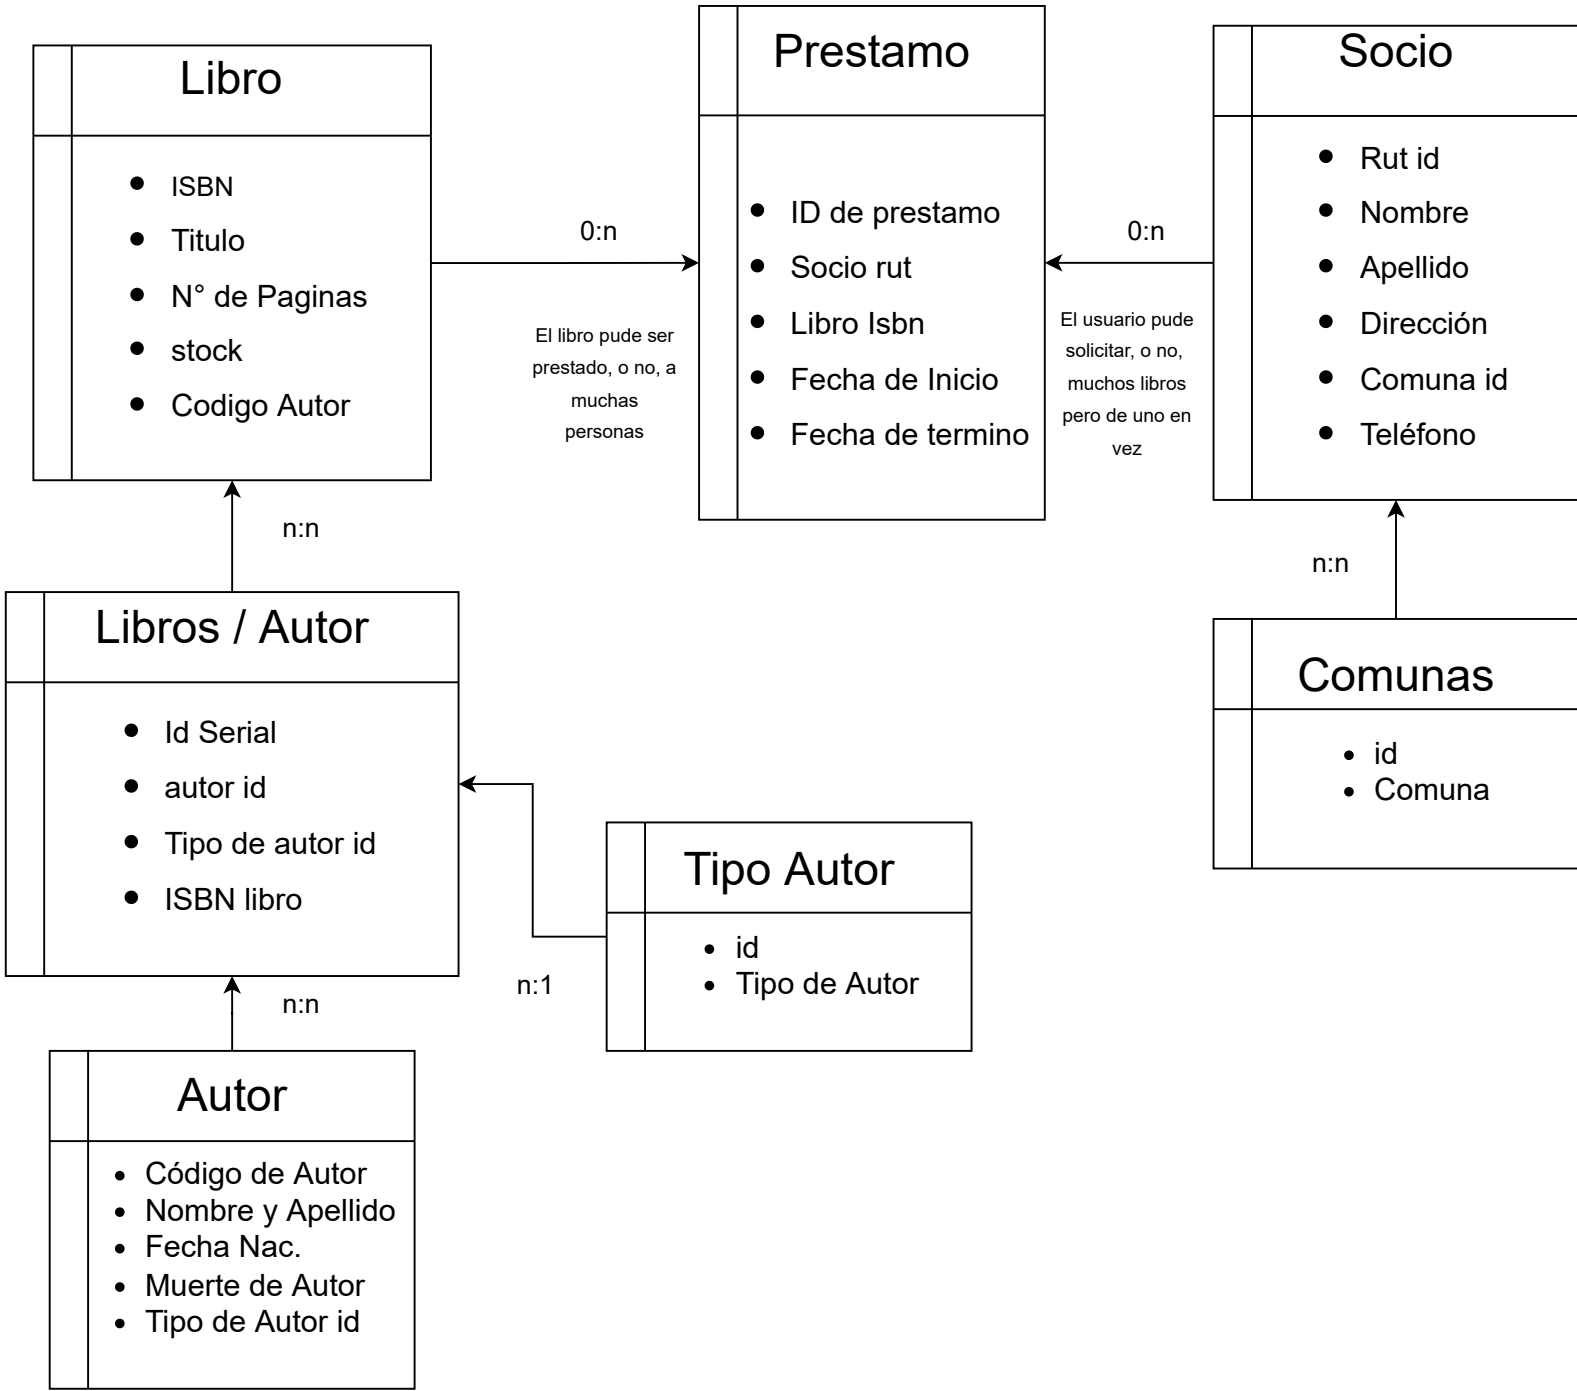 Libro
ISBN
Titulo
N° de Paginas
stock
Codigo Autor
0:n
El libro pude ser
prestado, o no, a
muchas
personas
Prestamo
ID de prestamo
Socio rut
Libro Isbn
Fecha de Inicio
Fecha de termino
0:n
El usuario pude
solicitar, o no,
muchos libros
pero de uno en
vez
Socio
Rut id
Nombre
Apellido
Dirección
Comuna id
Teléfono
n:n
n:n
Libros / Autor
Id Serial
autor id
Tipo de autor id
ISBN libro
Comunas
id
Comuna
Tipo Autor
id
Tipo de Autor
n:1
n:n
Autor
Código de Autor
Nombre y Apellido
Fecha Nac.
Muerte de Autor
Tipo de Autor id